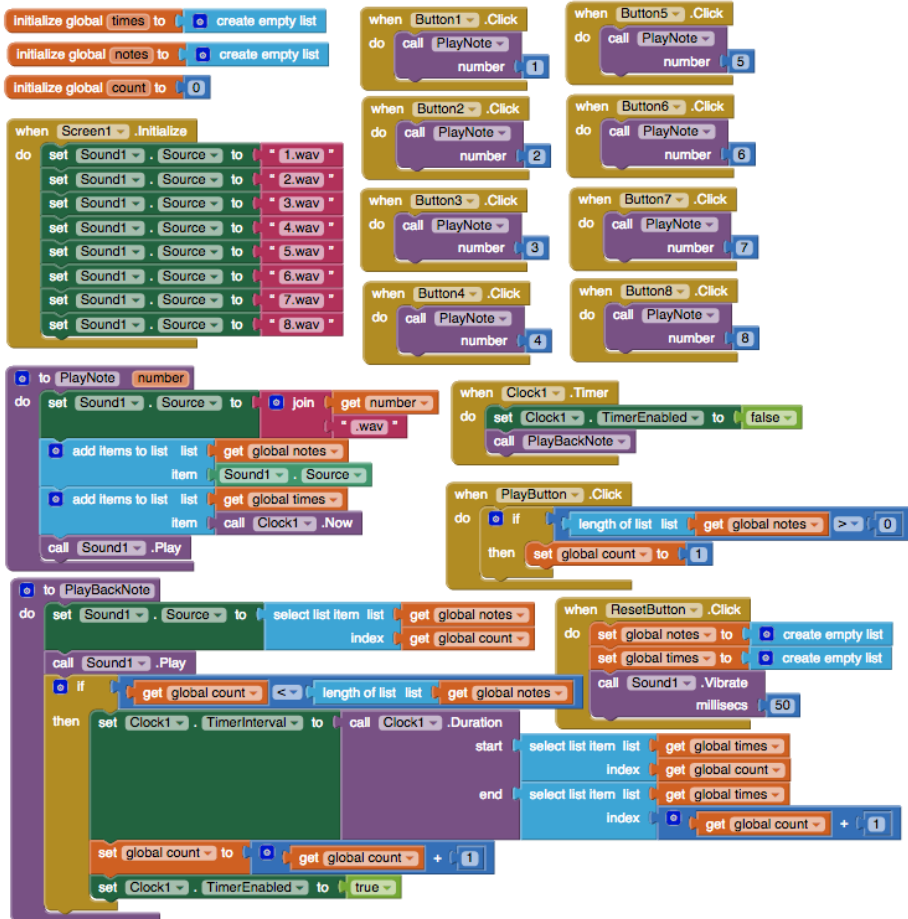 initialize global times to create empty list
initialize global notes to create empty list
initialize global count to 0
when Screen1 .Initialize
do set Sound1 . Source to " 1.wav "
set Sound1 . Source to " 2.wav "
set Sound1 . Source to " 3.wav "
set Sound1 . Source to " 4.wav "
set Sound1 . Source to " 5.wav "
set Sound1 . Source to " 6.wav "
set Sound1 . Source to " 7.wav "
set Sound1 . Source to " 8.wav "
when Button1 .Click
do call PlayNote
number 1
when Button2 .Click
do call PlayNote
number 2
when Button3 .Click
do call PlayNote
number 3
when Button4 .Click
do call PlayNote
number 4
when Button5 .Click
do call PlayNote
number 5
when Button6 .Click
do call PlayNote
number 6
when Button7 .Click
do call PlayNote
number 7
when Button8 .Click
do call PlayNote
number 8
to PlayNote number
do set Sound1 . Source to join get number
" .wav "
add items to list list get global notes
item Sound1 . Source
add items to list list get global times
item call Clock1 .Now
call Sound1 .Play
when Clock1 .Timer
do set Clock1 . TimerEnabled to false
call PlayBackNote
when PlayButton .Click
do if length of list list get global notes > 0
then set global count to 1
to PlayBackNote
do set Sound1 . Source to select list item list get global notes
index get global count
call Sound1 .Play
if get global count < length of list list get global notes
then set Clock1 . TimerInterval to call Clock1 .Duration
start select list item list get global times
index get global count
end select list item list get global times
index get global count + 1
set global count to get global count + 1
set Clock1 . TimerEnabled to true
when ResetButton .Click
do set global notes to create empty list
set global times to create empty list
call Sound1 .Vibrate
millisecs 50